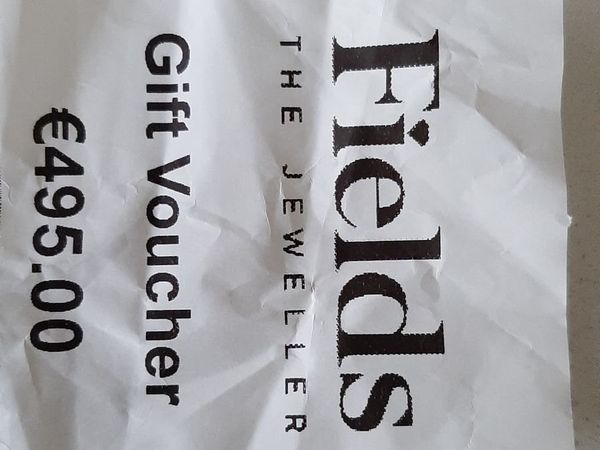 Fields
THE JEWELLER
Gift Voucher
€495.00